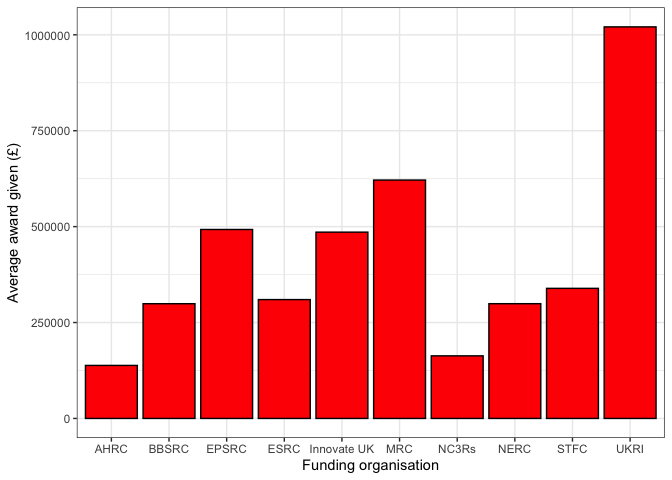 Average award given (£)
1000000
750000
500000
250000
0
AHRC BBSRC EPSRC ESRC Innovate UK MRC NC3Rs NERC STFC UKRI
Funding organisation